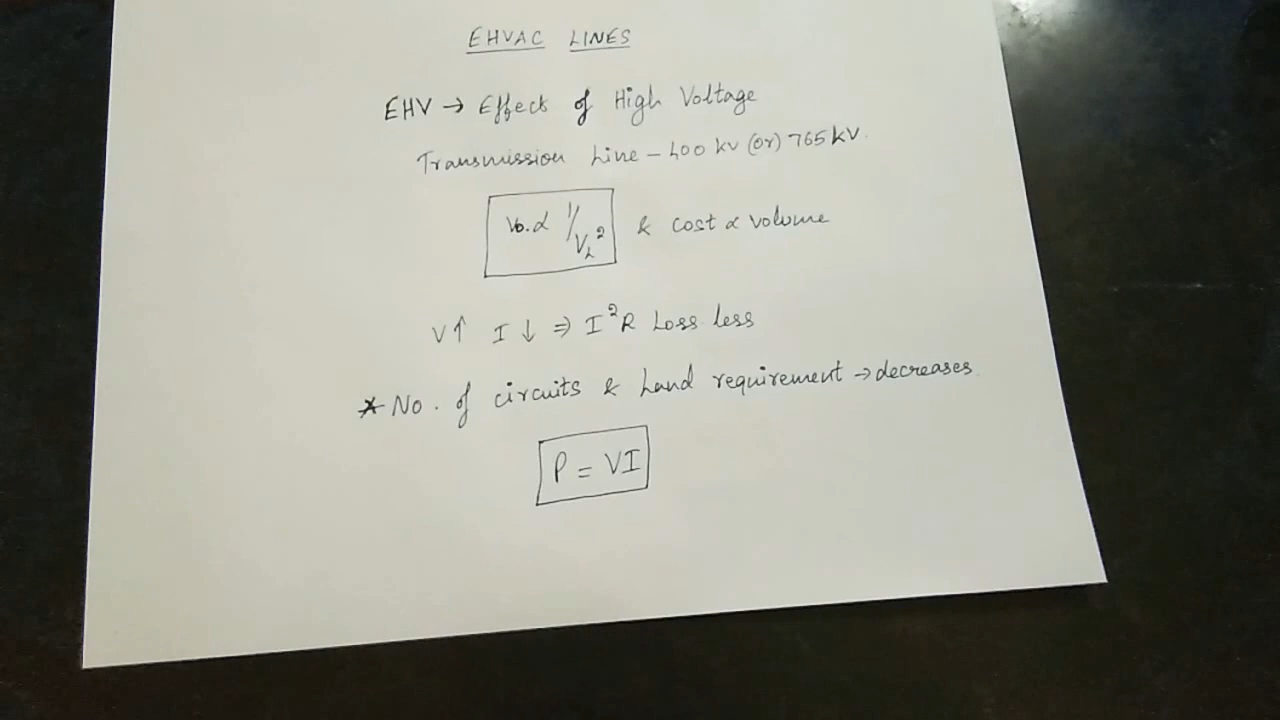 EHVAC LINES
EHV → Effect of High Voltage
Transmission Line - 400 kV (or) 765 kV.
Vo. α 1/V_L² & cost α volume
V↑ I↓ ⇒ I²R Loss less
* No. of circuits & Land requirement → decreases
P = VI